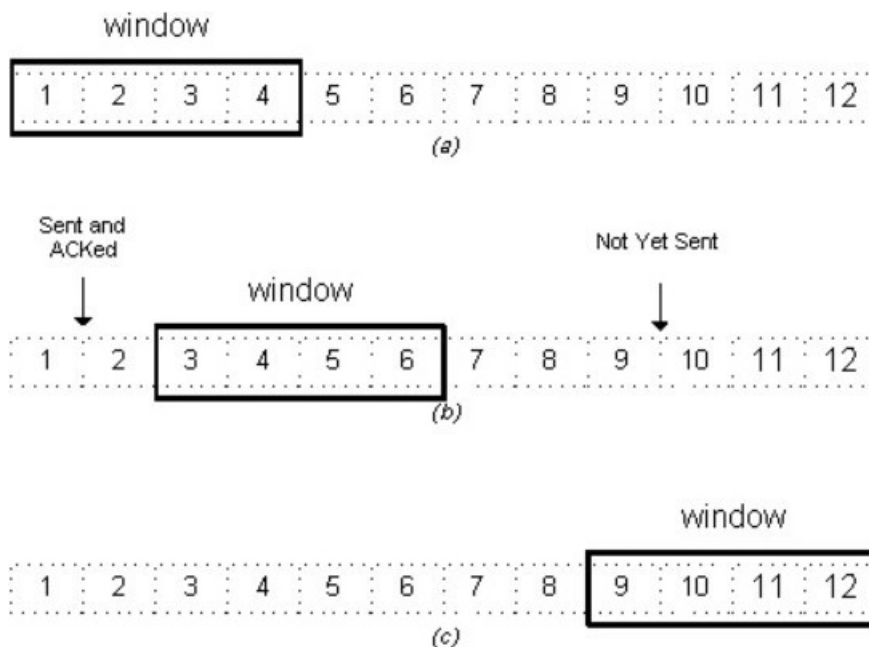 window
1 2 3 4 5 6 7 8 9 10 11 12
(a)
Sent and
ACKed
Not Yet Sent
window
1 2 3 4 5 6 7 8 9 10 11 12
(b)
window
1 2 3 4 5 6 7 8 9 10 11 12
(c)